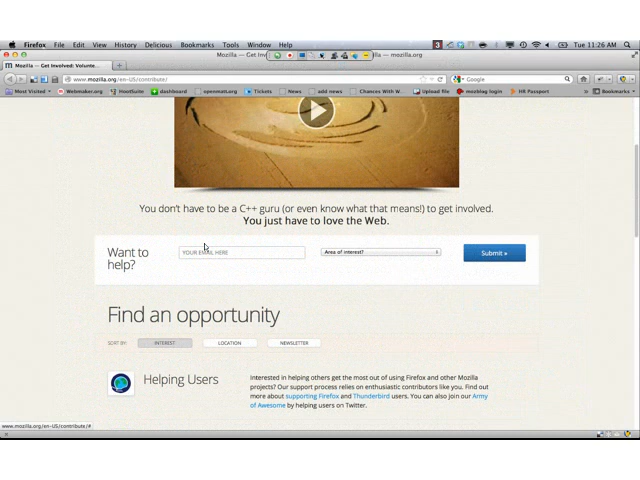 Firefox File Edit View History Delicious Bookmarks Tools Window Help
3 Tue 11:26 AM
Mozilla — Get Involved: Volunte...
www.mozilla.org/en-US/contribute/
Google
Most Visited Webmaker.org HootSuite dashboard openmatt.org Tickets News add news Chances With W... Upload file mozblog login HR Passport Bookmarks
You don't have to be a C++ guru (or even know what that means!) to get involved.
You just have to love the Web.
Want to
help?
YOUR EMAIL HERE
Area of interest?
Submit »
Find an opportunity
SORT BY: INTEREST LOCATION NEWSLETTER
Helping Users
Interested in helping others get the most out of using Firefox and other Mozilla
projects? Our support process relies on enthusiastic contributors like you. Find out
more about supporting Firefox and Thunderbird users. You can also join our Army
of Awesome by helping users on Twitter.
www.mozilla.org/en-US/contribute/#